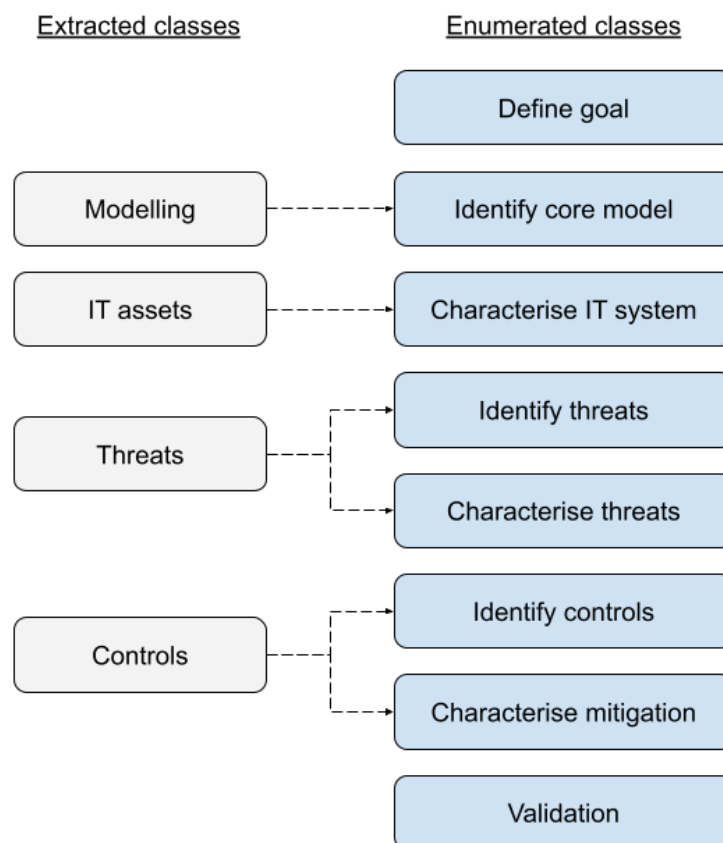 Extracted classes
Enumerated classes
Define goal
Modelling
Identify core model
IT assets
Characterise IT system
Threats
Identify threats
Characterise threats
Controls
Identify controls
Characterise mitigation
Validation